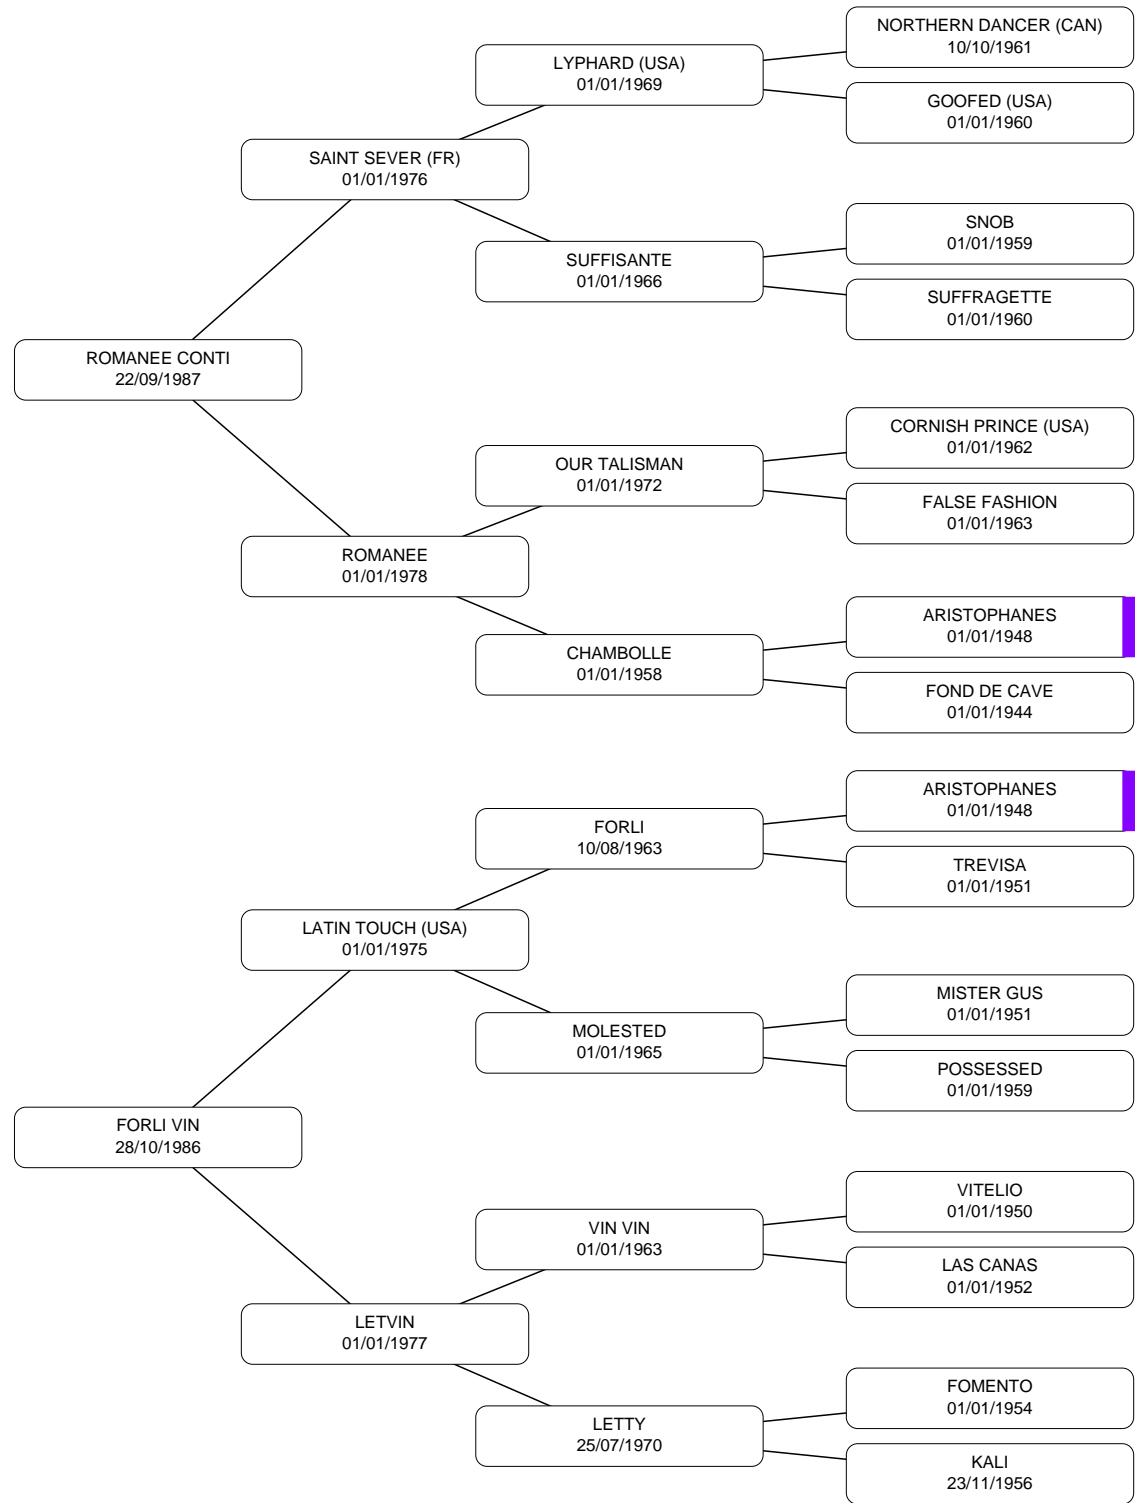 NORTHERN DANCER (CAN)
10/10/1961
LYPHARD (USA)
01/01/1969
GOOFED (USA)
01/01/1960
SAINT SEVER (FR)
01/01/1976
SNOB
01/01/1959
SUFFISANTE
01/01/1966
SUFFRAGETTE
01/01/1960
ROMANEE CONTI
22/09/1987
CORNISH PRINCE (USA)
01/01/1962
OUR TALISMAN
01/01/1972
FALSE FASHION
01/01/1963
ROMANEE
01/01/1978
ARISTOPHANES
01/01/1948
CHAMBOLLE
01/01/1958
FOND DE CAVE
01/01/1944
ARISTOPHANES
01/01/1948
FORLI
10/08/1963
TREVISA
01/01/1951
LATIN TOUCH (USA)
01/01/1975
MISTER GUS
01/01/1951
MOLESTED
01/01/1965
POSSESSED
01/01/1959
FORLI VIN
28/10/1986
VITELIO
01/01/1950
VIN VIN
01/01/1963
LAS CANAS
01/01/1952
LETVIN
01/01/1977
FOMENTO
01/01/1954
LETTY
25/07/1970
KALI
23/11/1956